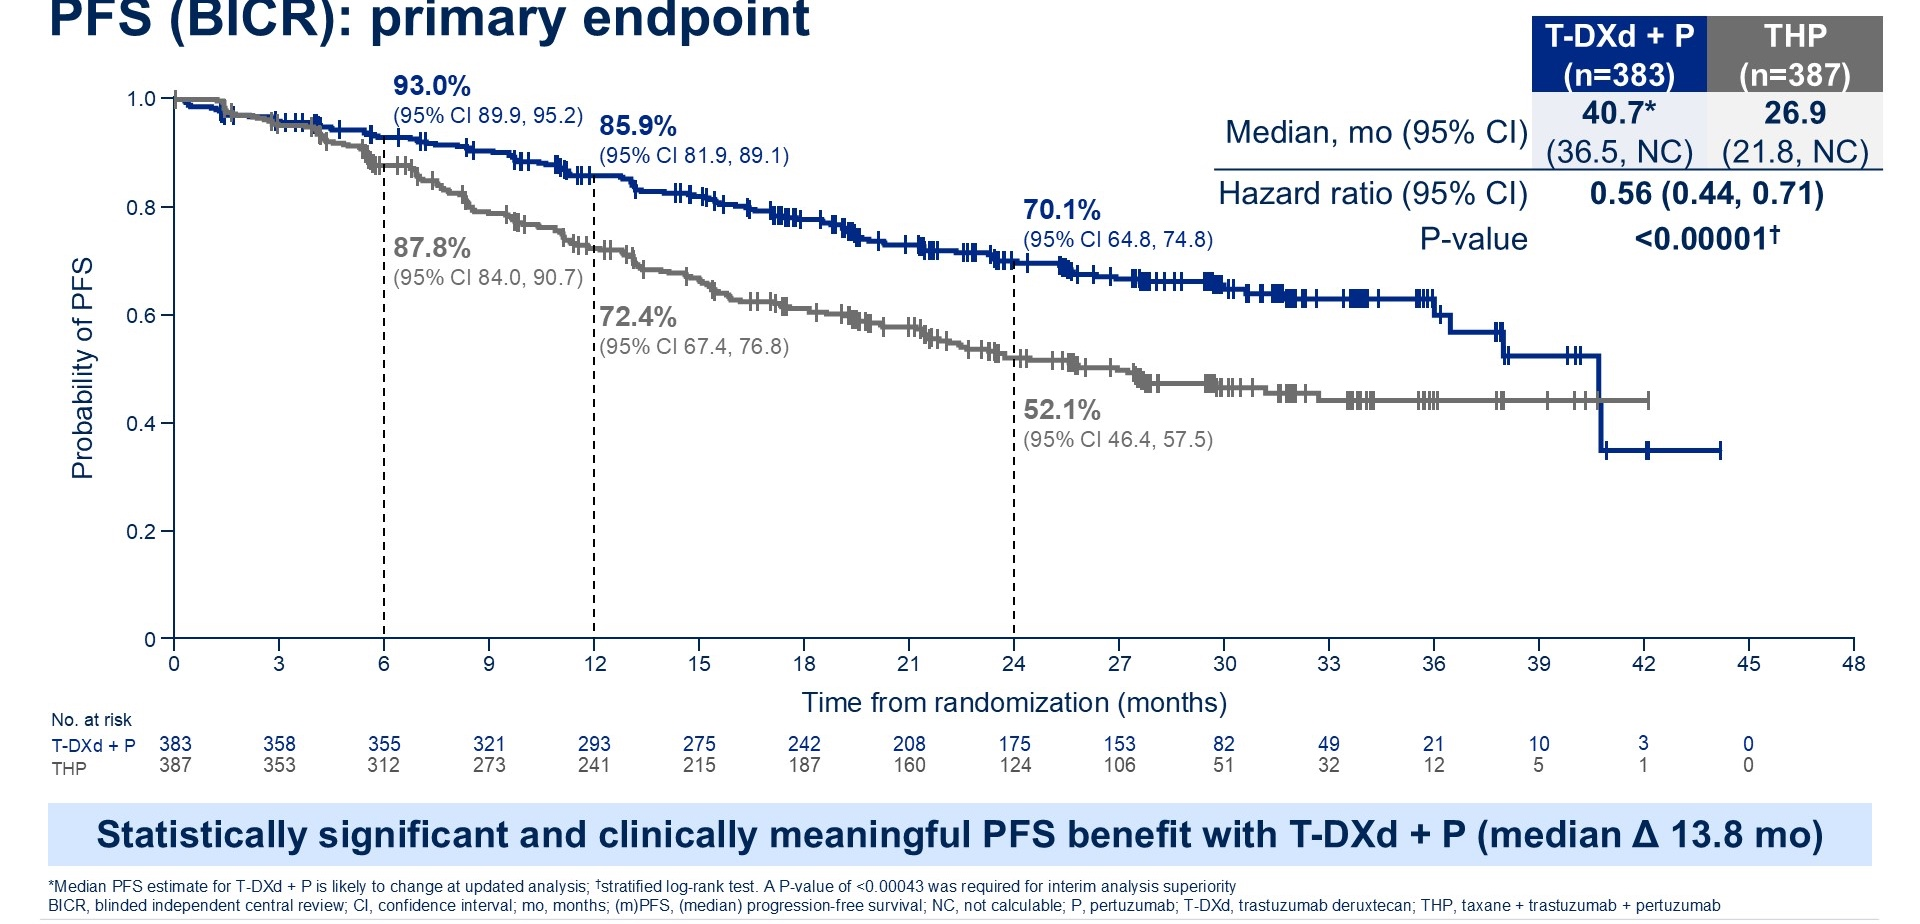 PFS (BICR): primary endpoint
T-DXd + P THP
(n=383) (n=387)
Median, mo (95% CI) 40.7* 26.9
(36.5, NC) (21.8, NC)
Hazard ratio (95% CI) 0.56 (0.44, 0.71)
P-value <0.00001†
93.0%
(95% CI 89.9, 95.2)
85.9%
(95% CI 81.9, 89.1)
70.1%
(95% CI 64.8, 74.8)
87.8%
(95% CI 84.0, 90.7)
72.4%
(95% CI 67.4, 76.8)
52.1%
(95% CI 46.4, 57.5)
Probability of PFS
1.0
0.8
0.6
0.4
0.2
0
0 3 6 9 12 15 18 21 24 27 30 33 36 39 42 45 48
Time from randomization (months)
No. at risk
T-DXd + P 383 358 355 321 293 275 242 208 175 153 82 49 21 10 3 0
THP 387 353 312 273 241 215 187 160 124 106 51 32 12 5 1 0
Statistically significant and clinically meaningful PFS benefit with T-DXd + P (median Δ 13.8 mo)
*Median PFS estimate for T-DXd + P is likely to change at updated analysis; †stratified log-rank test. A P-value of <0.00043 was required for interim analysis superiority
BICR, blinded independent central review; CI, confidence interval; mo, months; (m)PFS, (median) progression-free survival; NC, not calculable; P, pertuzumab; T-DXd, trastuzumab deruxtecan; THP, taxane + trastuzumab + pertuzumab